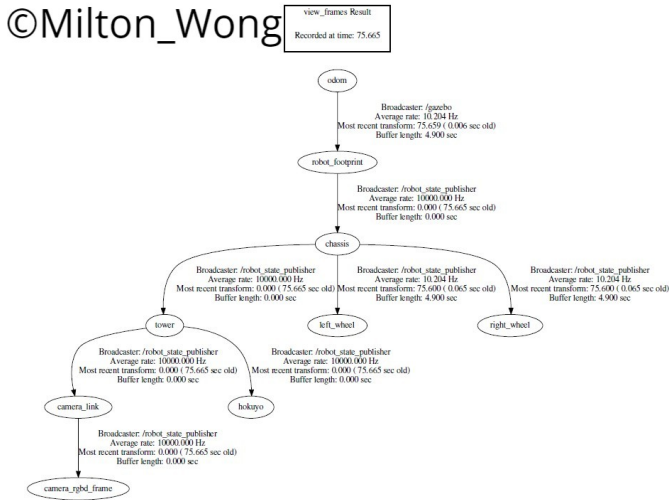 ©Milton_Wong
view_frames Result
Recorded at time: 75.665
odom
Broadcaster: /gazebo
Average rate: 10.204 Hz
Most recent transform: 75.659 ( 0.006 sec old)
Buffer length: 4.900 sec
robot_footprint
Broadcaster: /robot_state_publisher
Average rate: 10000.000 Hz
Most recent transform: 0.000 ( 75.665 sec old)
Buffer length: 0.000 sec
chassis
Broadcaster: /robot_state_publisher
Average rate: 10000.000 Hz
Most recent transform: 0.000 ( 75.665 sec old)
Buffer length: 0.000 sec
Broadcaster: /robot_state_publisher
Average rate: 10.204 Hz
Most recent transform: 75.600 ( 0.065 sec old)
Buffer length: 4.900 sec
Broadcaster: /robot_state_publisher
Average rate: 10.204 Hz
Most recent transform: 75.600 ( 0.065 sec old)
Buffer length: 4.900 sec
tower
left_wheel
right_wheel
Broadcaster: /robot_state_publisher
Average rate: 10000.000 Hz
Most recent transform: 0.000 ( 75.665 sec old)
Buffer length: 0.000 sec
Broadcaster: /robot_state_publisher
Average rate: 10000.000 Hz
Most recent transform: 0.000 ( 75.665 sec old)
Buffer length: 0.000 sec
camera_link
hokuyo
Broadcaster: /robot_state_publisher
Average rate: 10000.000 Hz
Most recent transform: 0.000 ( 75.665 sec old)
Buffer length: 0.000 sec
camera_rgbd_frame